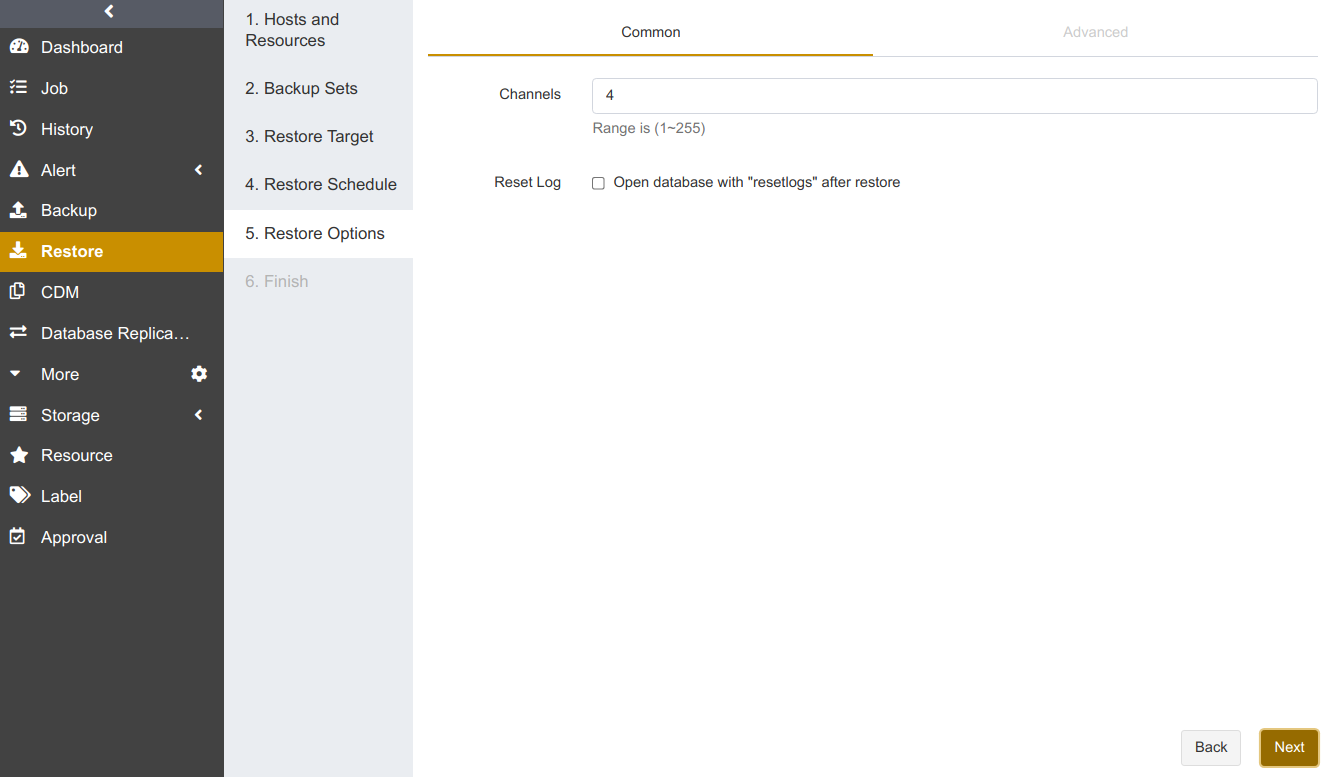 Dashboard
Job
History
Alert
Backup
Restore
CDM
Database Replica…
More
Storage
Resource
Label
Approval
1. Hosts and
Resources
2. Backup Sets
3. Restore Target
4. Restore Schedule
5. Restore Options
6. Finish
Common
Advanced
Channels
4
Range is (1~255)
Reset Log
Open database with "resetlogs" after restore
Back
Next